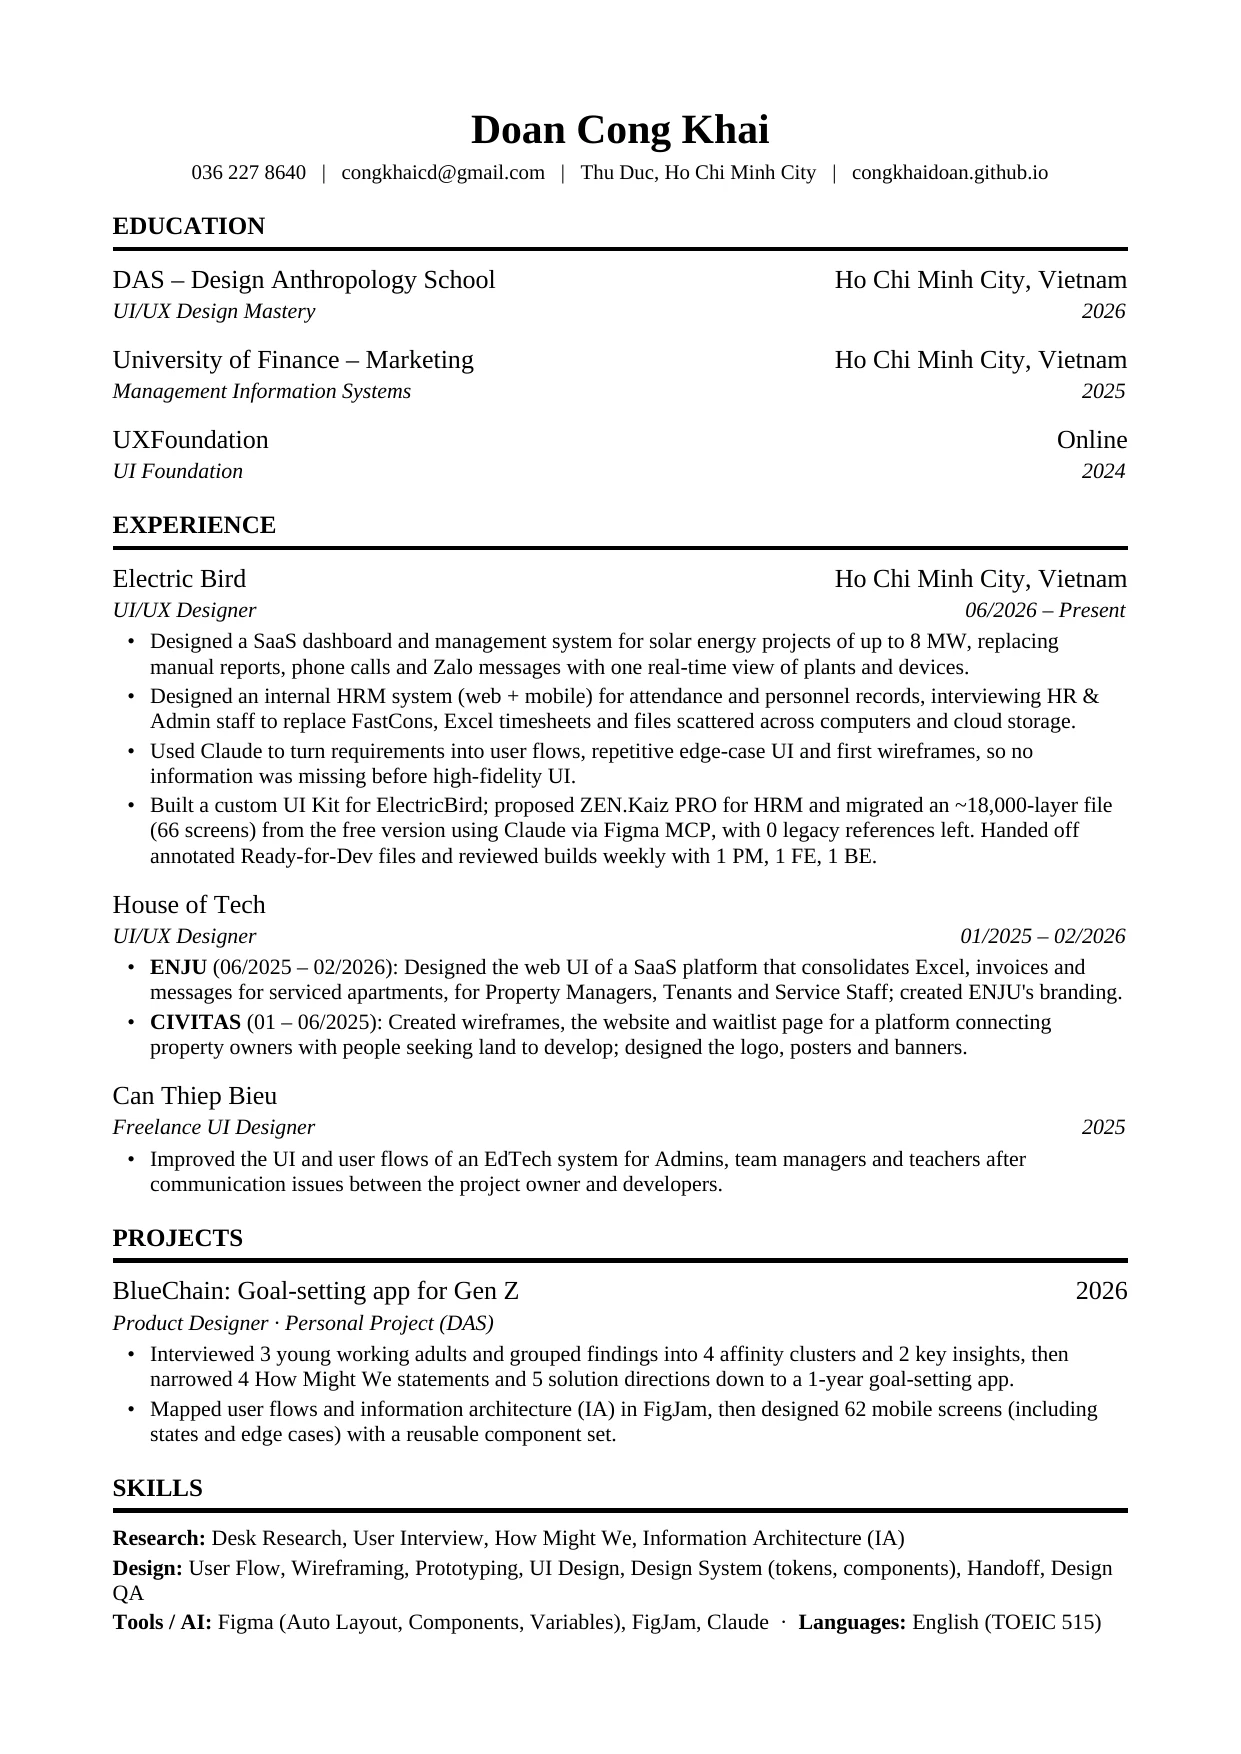 Doan Cong Khai
036 227 8640 | congkhaicd@gmail.com | Thu Duc, Ho Chi Minh City | congkhaidoan.github.io
EDUCATION
DAS – Design Anthropology School Ho Chi Minh City, Vietnam
UI/UX Design Mastery 2026
University of Finance – Marketing Ho Chi Minh City, Vietnam
Management Information Systems 2025
UXFoundation Online
UI Foundation 2024
EXPERIENCE
Electric Bird Ho Chi Minh City, Vietnam
UI/UX Designer 06/2026 – Present
• Designed a SaaS dashboard and management system for solar energy projects of up to 8 MW, replacing
manual reports, phone calls and Zalo messages with one real-time view of plants and devices.
• Designed an internal HRM system (web + mobile) for attendance and personnel records, interviewing HR &
Admin staff to replace FastCons, Excel timesheets and files scattered across computers and cloud storage.
• Used Claude to turn requirements into user flows, repetitive edge-case UI and first wireframes, so no
information was missing before high-fidelity UI.
• Built a custom UI Kit for ElectricBird; proposed ZEN.Kaiz PRO for HRM and migrated an ~18,000-layer file
(66 screens) from the free version using Claude via Figma MCP, with 0 legacy references left. Handed off
annotated Ready-for-Dev files and reviewed builds weekly with 1 PM, 1 FE, 1 BE.
House of Tech
UI/UX Designer 01/2025 – 02/2026
• ENJU (06/2025 – 02/2026): Designed the web UI of a SaaS platform that consolidates Excel, invoices and
messages for serviced apartments, for Property Managers, Tenants and Service Staff; created ENJU's branding.
• CIVITAS (01 – 06/2025): Created wireframes, the website and waitlist page for a platform connecting
property owners with people seeking land to develop; designed the logo, posters and banners.
Can Thiep Bieu
Freelance UI Designer 2025
• Improved the UI and user flows of an EdTech system for Admins, team managers and teachers after
communication issues between the project owner and developers.
PROJECTS
BlueChain: Goal-setting app for Gen Z 2026
Product Designer · Personal Project (DAS)
• Interviewed 3 young working adults and grouped findings into 4 affinity clusters and 2 key insights, then
narrowed 4 How Might We statements and 5 solution directions down to a 1-year goal-setting app.
• Mapped user flows and information architecture (IA) in FigJam, then designed 62 mobile screens (including
states and edge cases) with a reusable component set.
SKILLS
Research: Desk Research, User Interview, How Might We, Information Architecture (IA)
Design: User Flow, Wireframing, Prototyping, UI Design, Design System (tokens, components), Handoff, Design
QA
Tools / AI: Figma (Auto Layout, Components, Variables), FigJam, Claude · Languages: English (TOEIC 515)